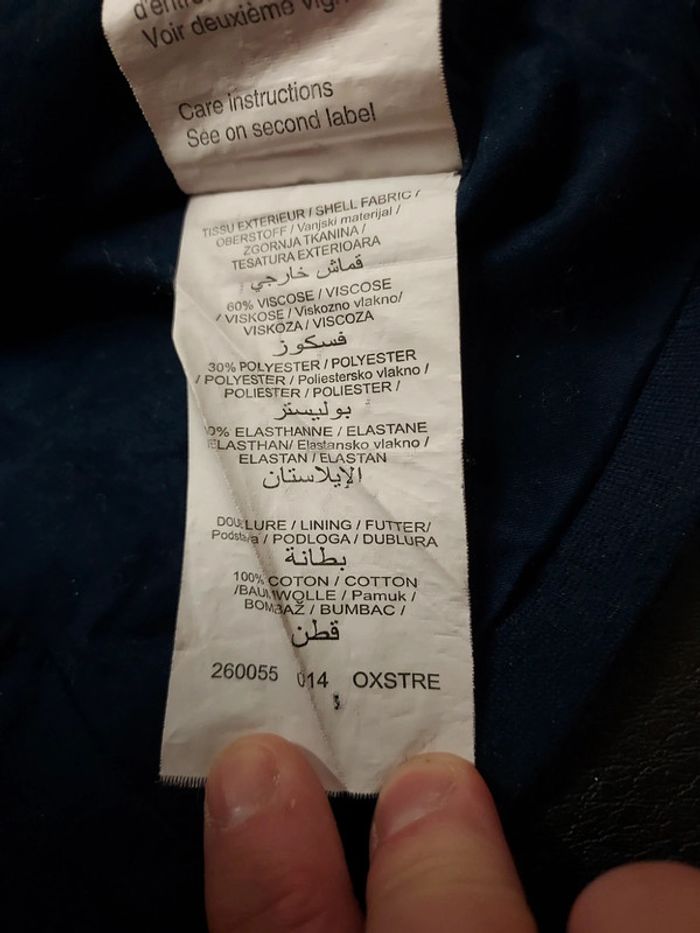 Voir deuxième
Care instructions
See on second label
TISSU EXTERIEUR / SHELL FABRIC /
OBERSTOFF / Vanjski materijal /
ZGORNJA TKANINA /
TESATURA EXTERIOARA
قماش خارجي
60% VISCOSE / VISCOSE
/ VISKOSE / Viskozno vlakno/
VISKOZA / VISCOZA
فسكوز
30% POLYESTER / POLYESTER
/ POLYESTER / Poliestersko vlakno /
POLIESTER / POLIESTER /
بوليستر
ELASTHANNE / ELASTANE
ELASTHAN/ Elastansko vlakno /
ELASTAN / ELASTAN
الإيلاستان
DOUBLURE / LINING / FUTTER/
Podstava / PODLOGA / DUBLURA
بطانة
100% COTON / COTTON
/BAUMWOLLE / Pamuk /
BOMBAŽ / BUMBAC /
قطن
260055 014 OXSTRE